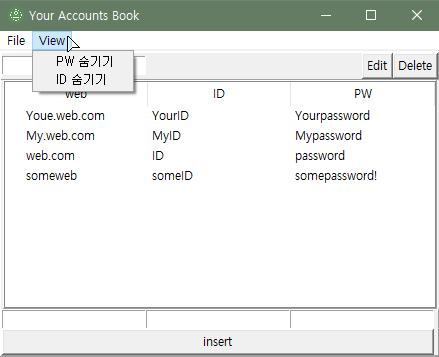 Your Accounts Book
File View
PW 숨기기
ID 숨기기
Edit Delete
web ID PW
Youe.web.com YourID Yourpassword
My.web.com MyID Mypassword
web.com ID password
someweb someID somepassword!
insert